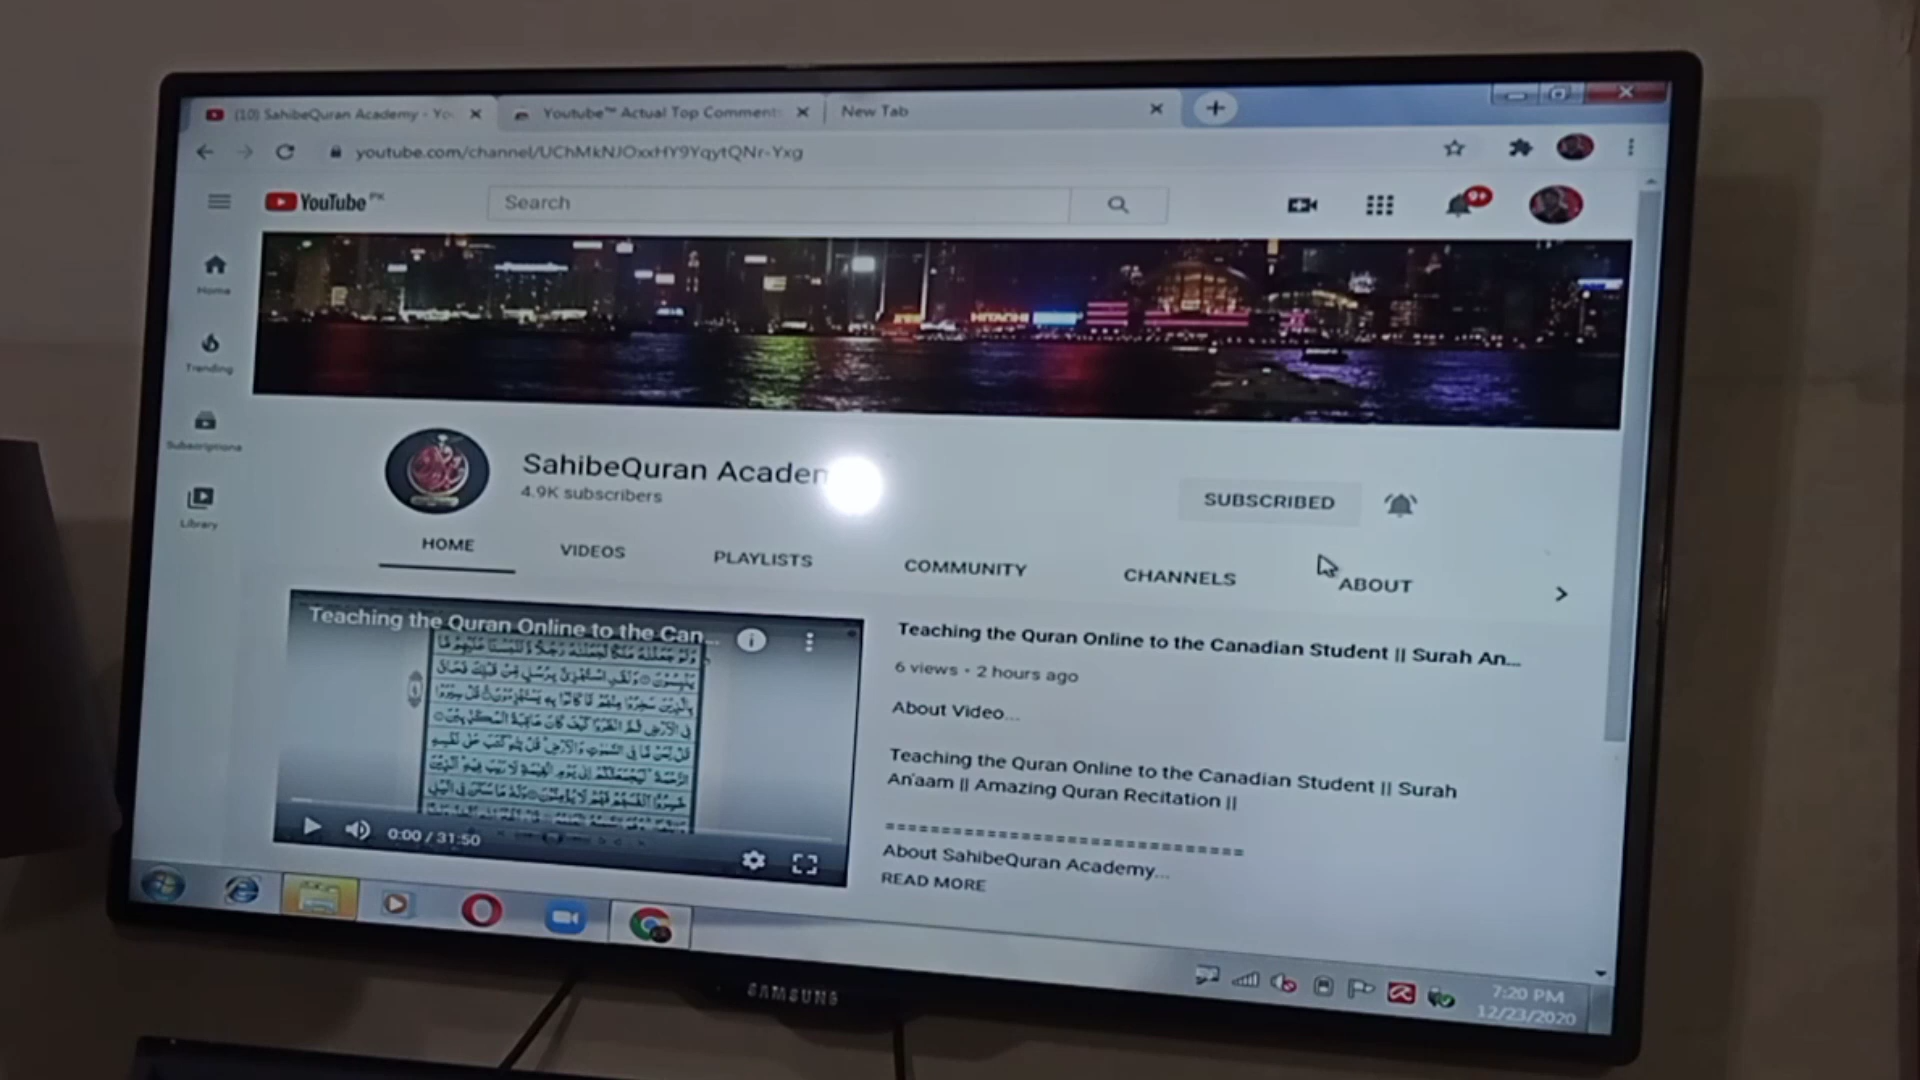 (10) SahibeQuran Academy - Yo
Youtube™ Actual Top Comment
New Tab
youtube.com/channel/UChMkNJOxxHY9YqytQNr-Yxg
YouTube PK
Search
9+
Home
Trending
Subscriptions
Library
HITACHI
SahibeQuran Academ
4.9K subscribers
SUBSCRIBED
HOME
VIDEOS
PLAYLISTS
COMMUNITY
CHANNELS
ABOUT
Teaching the Quran Online to the Can...
0:00 / 31:50
Teaching the Quran Online to the Canadian Student || Surah An...
6 views • 2 hours ago
About Video...
Teaching the Quran Online to the Canadian Student || Surah
An'aam || Amazing Quran Recitation ||
================================
About SahibeQuran Academy...
READ MORE
7:20 PM
12/23/2020
SAMSUNG